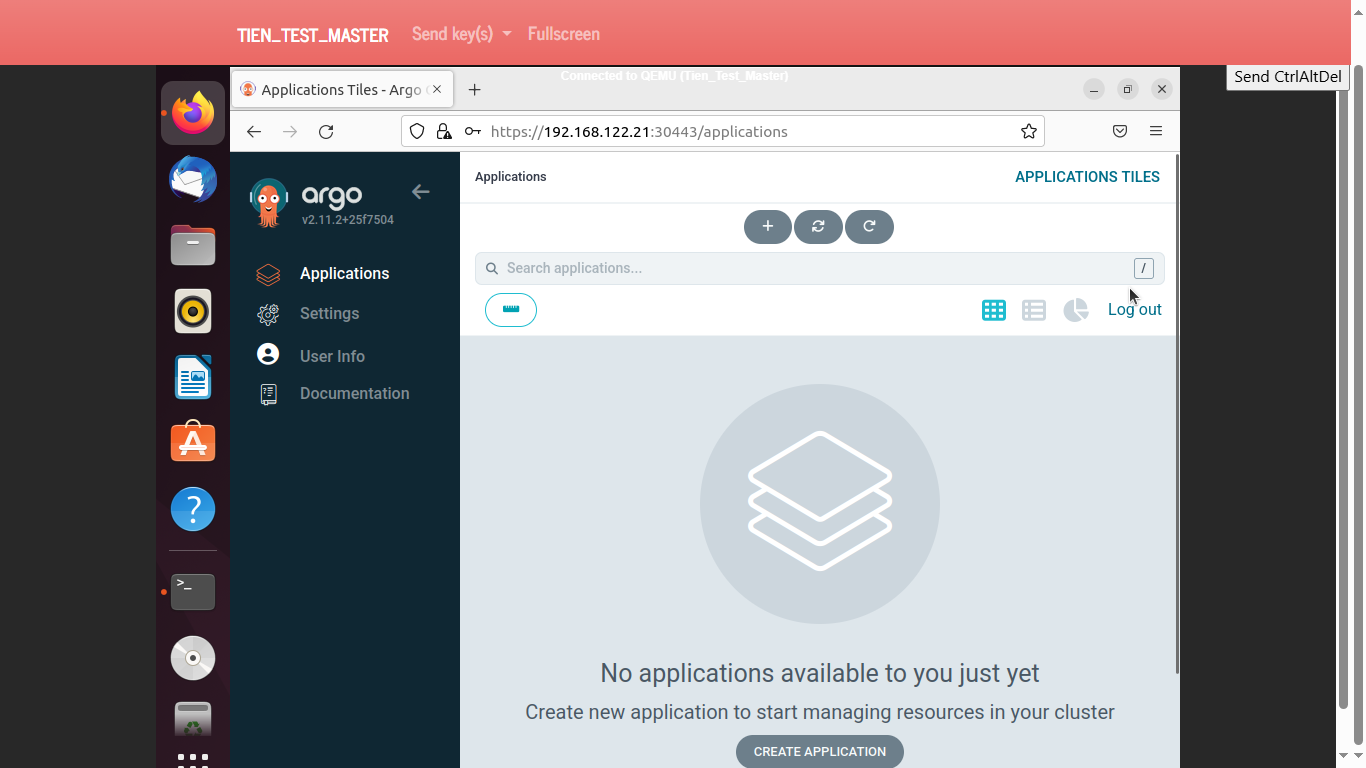 TIEN_TEST_MASTER Send key(s) Fullscreen
Connected to QEMU (Tien_Test_Master)
Send CtrlAltDel
Applications Tiles - Argo
https://192.168.122.21:30443/applications
argo
v2.11.2+25f7504
Applications
Settings
User Info
Documentation
Applications APPLICATIONS TILES
+
Search applications... /
Log out
No applications available to you just yet
Create new application to start managing resources in your cluster
CREATE APPLICATION